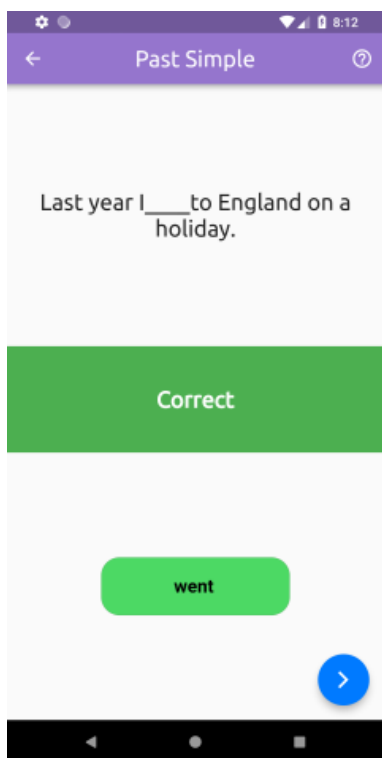 8:12
Past Simple
Last year I____to England on a
holiday.
Correct
went